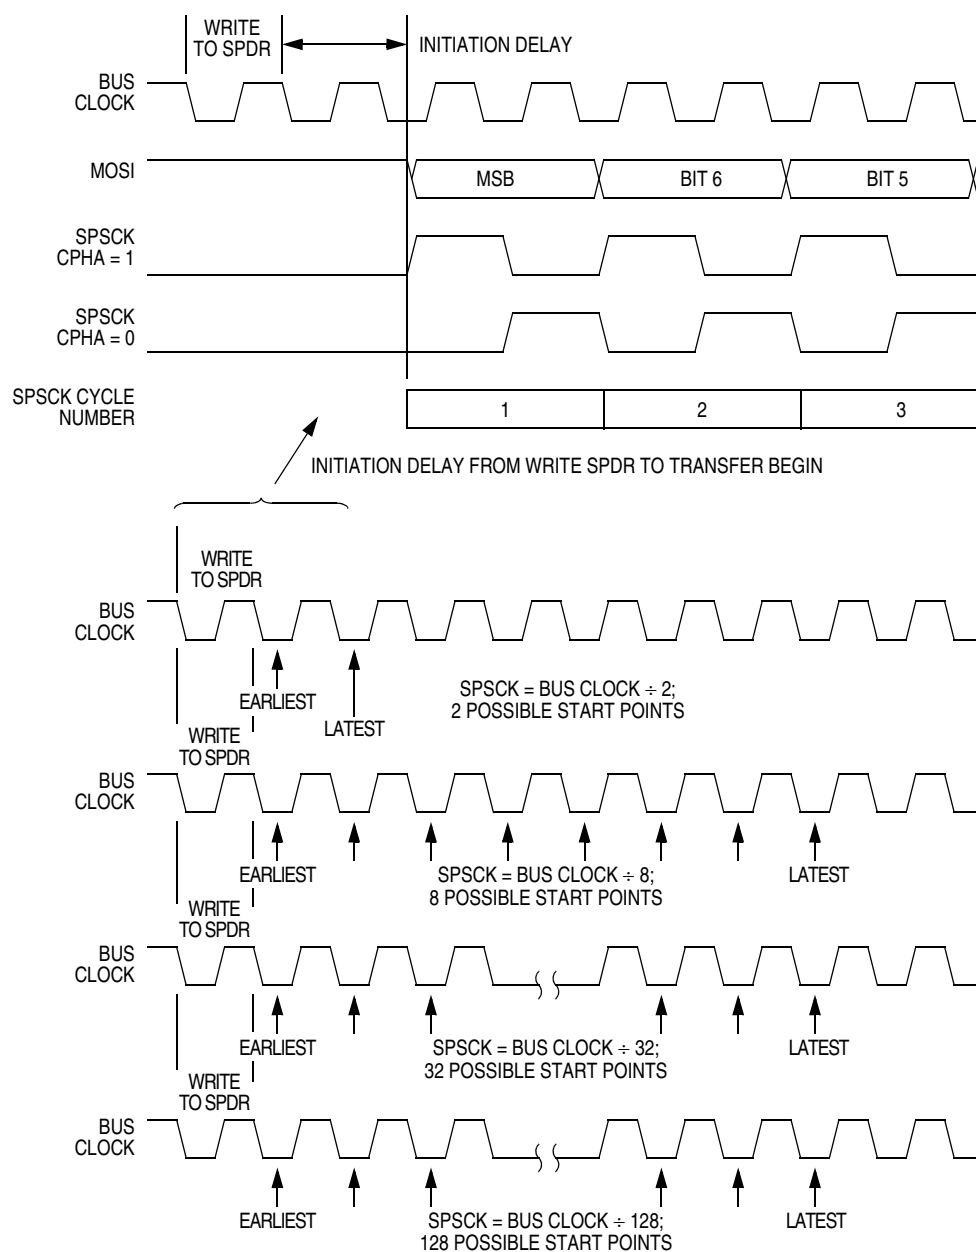 WRITE
TO SPDR
INITIATION DELAY
BUS
CLOCK
MOSI
MSB
BIT 6
BIT 5
SPSCK
CPHA = 1
SPSCK
CPHA = 0
SPSCK CYCLE
NUMBER
1
2
3
INITIATION DELAY FROM WRITE SPDR TO TRANSFER BEGIN
WRITE
TO SPDR
BUS
CLOCK
EARLIEST
LATEST
SPSCK = BUS CLOCK ÷ 2;
2 POSSIBLE START POINTS
WRITE
TO SPDR
BUS
CLOCK
EARLIEST
SPSCK = BUS CLOCK ÷ 8;
8 POSSIBLE START POINTS
LATEST
WRITE
TO SPDR
BUS
CLOCK
EARLIEST
SPSCK = BUS CLOCK ÷ 32;
32 POSSIBLE START POINTS
LATEST
WRITE
TO SPDR
BUS
CLOCK
EARLIEST
SPSCK = BUS CLOCK ÷ 128;
128 POSSIBLE START POINTS
LATEST